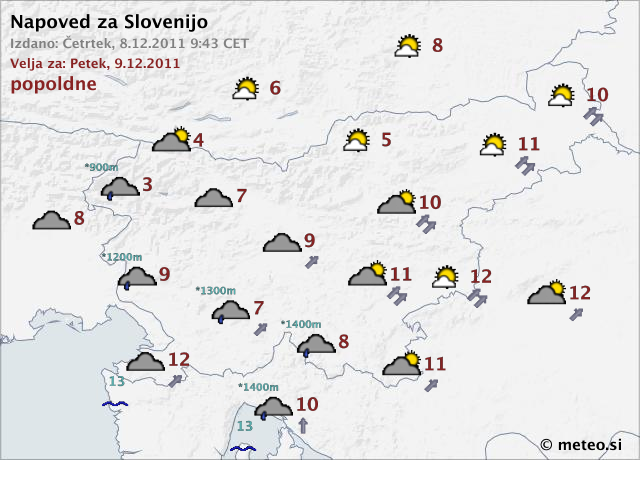 Napoved za Slovenijo
Izdano: Četrtek, 8.12.2011 9:43 CET
Velja za: Petek, 9.12.2011
popoldne
8
6
10
4
5
11
*900m
3
7
10
8
9
*1200m
9
11
12
12
*1300m
7
*1400m
8
12
11
13
*1400m
10
13
© meteo.si